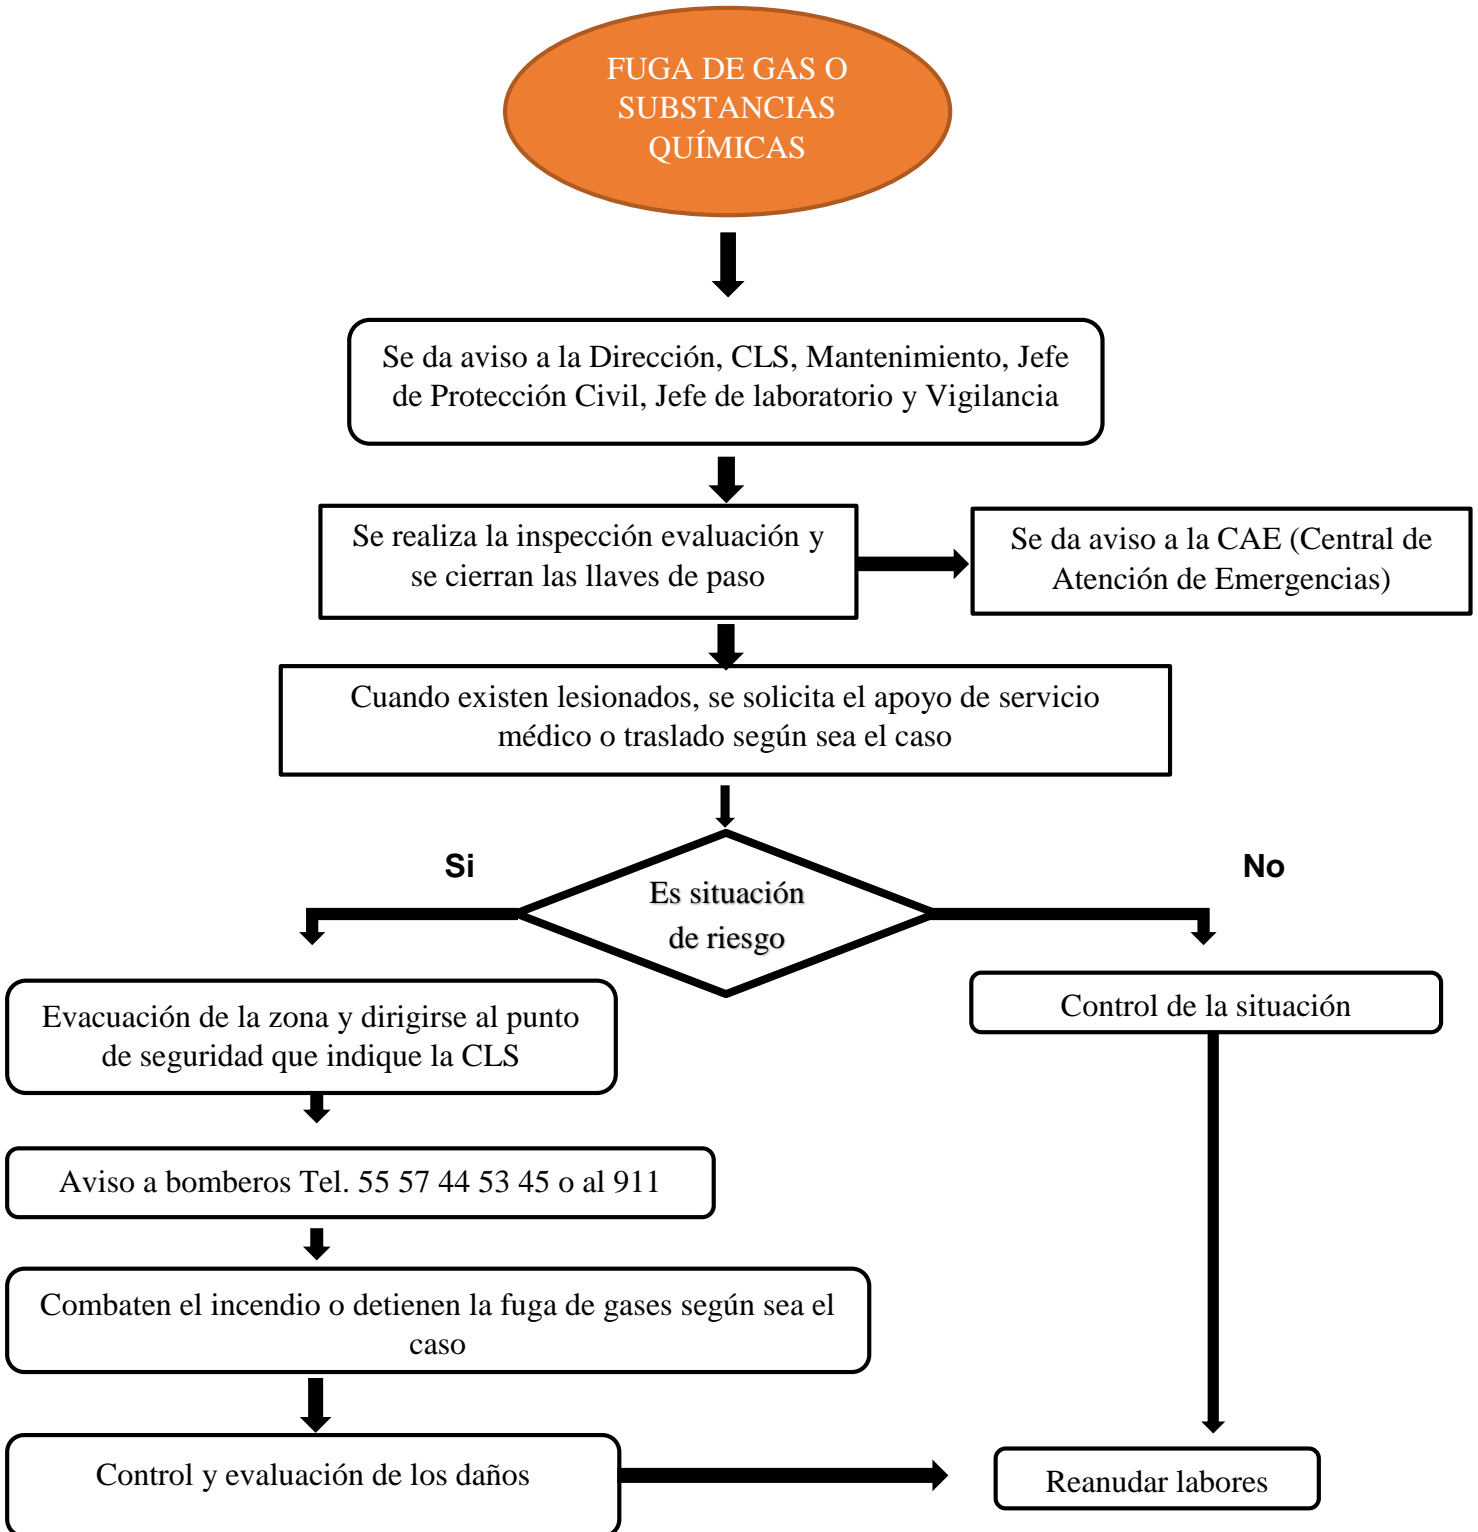 FUGA DE GAS O
SUBSTANCIAS
QUÍMICAS
Se da aviso a la Dirección, CLS, Mantenimiento, Jefe
de Protección Civil, Jefe de laboratorio y Vigilancia
Se realiza la inspección evaluación y
se cierran las llaves de paso
Se da aviso a la CAE (Central de
Atención de Emergencias)
Cuando existen lesionados, se solicita el apoyo de servicio
médico o traslado según sea el caso
Si
No
Es situación
de riesgo
Evacuación de la zona y dirigirse al punto
de seguridad que indique la CLS
Control de la situación
Aviso a bomberos Tel. 55 57 44 53 45 o al 911
Combaten el incendio o detienen la fuga de gases según sea el
caso
Control y evaluación de los daños
Reanudar labores